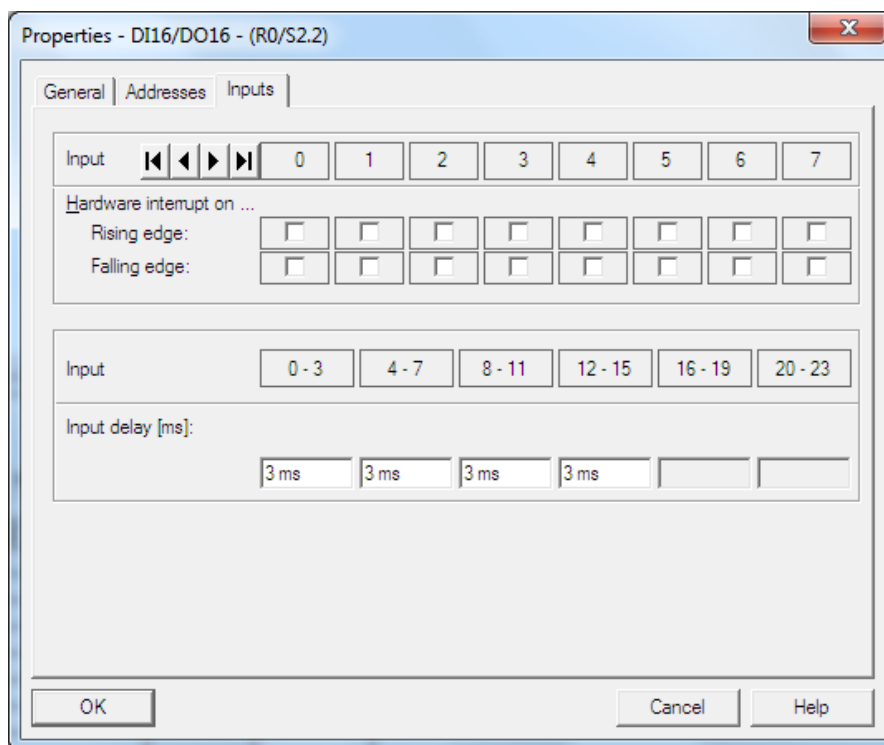 Properties - DI16/DO16 - (R0/S2.2)
General Addresses Inputs
Input 0 1 2 3 4 5 6 7
Hardware interrupt on ...
Rising edge:
Falling edge:
Input 0 - 3 4 - 7 8 - 11 12 - 15 16 - 19 20 - 23
Input delay [ms]:
3 ms 3 ms 3 ms 3 ms
OK Cancel Help